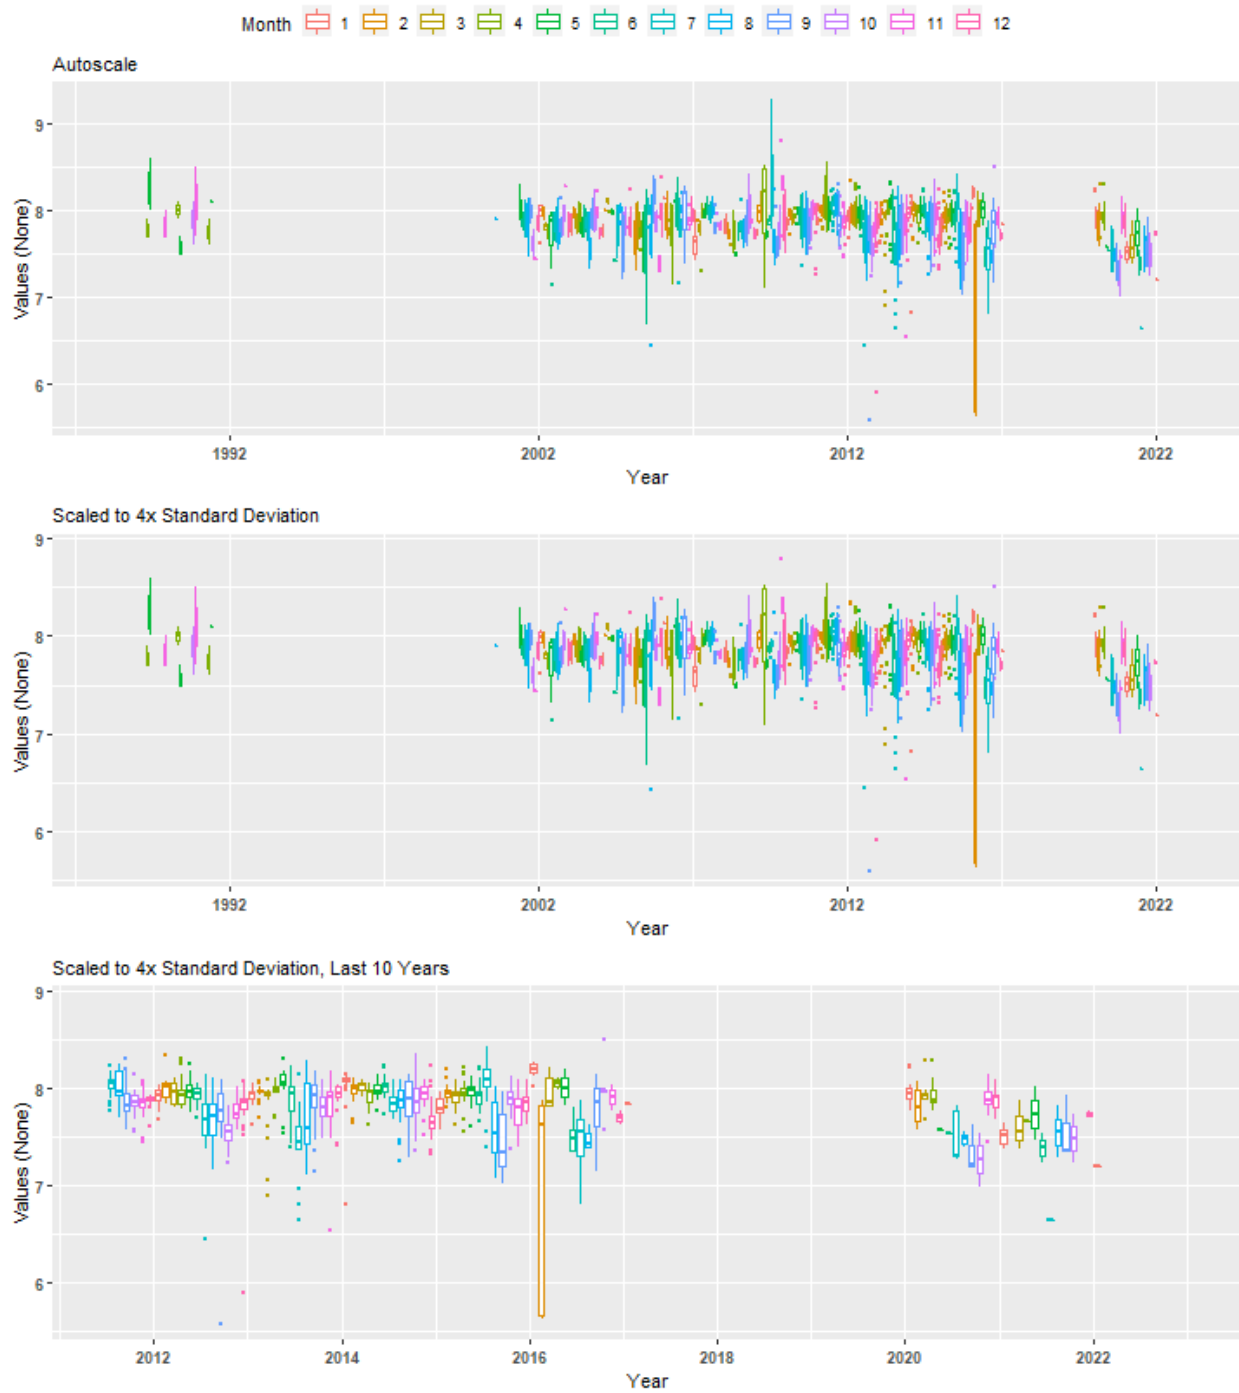 Month 1 2 3 4 5 6 7 8 9 10 11 12
Autoscale
9
8
7
6
Values (None)
1992 2002 2012 2022
Year
Scaled to 4x Standard Deviation
9
8
7
6
Values (None)
1992 2002 2012 2022
Year
Scaled to 4x Standard Deviation, Last 10 Years
9
8
7
6
Values (None)
2012 2014 2016 2018 2020 2022
Year